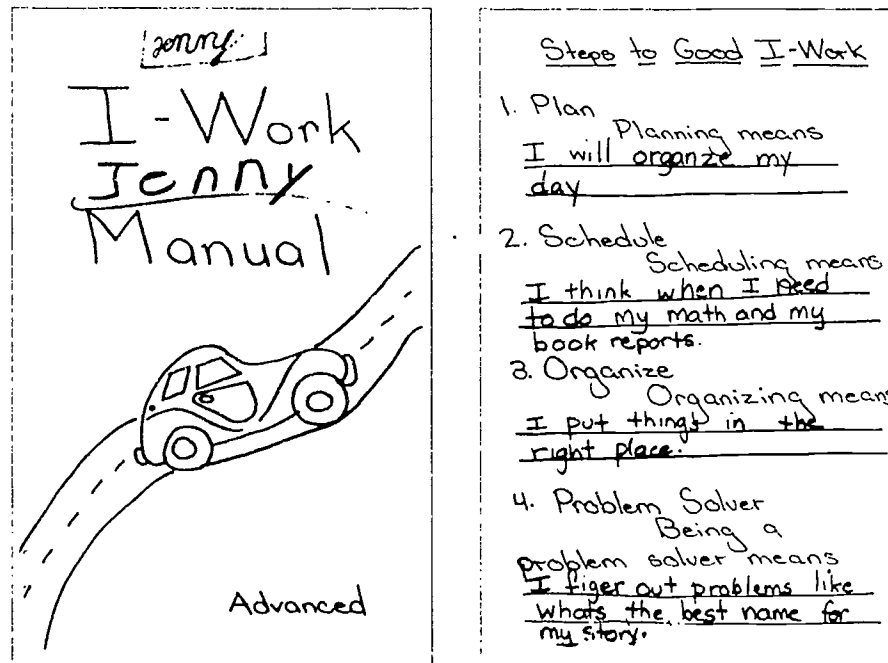 Jenny
I-Work
Jenny
Manual
Advanced
Steps to Good I-Work
1. Plan
Planning means
I will organze my
day
2. Schedule
Scheduling means
I think when I need
to do my math and my
book reports.
3. Organize
Organizing means
I put things in the
right place.
4. Problem Solver
Being a
problem solver means
I figer out problems like
whats the best name for
my story.